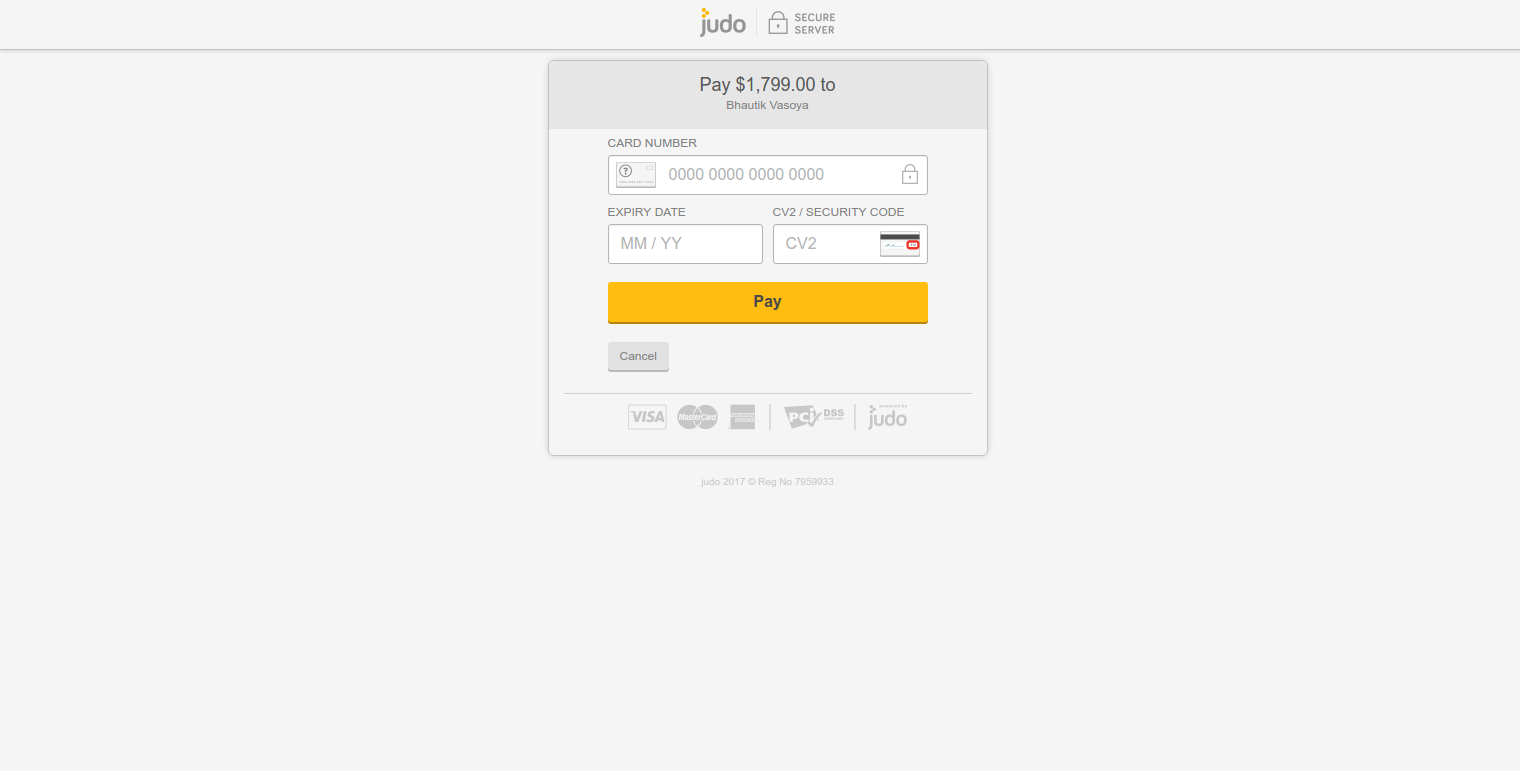 judo
SECURE
SERVER
Pay $1,799.00 to
Bhautik Vasoya
CARD NUMBER
0000 0000 0000 0000
EXPIRY DATE
CV2 / SECURITY CODE
MM / YY
CV2
Pay
Cancel
VISA
MasterCard
PCI
DSS
powered by
judo
judo 2017 © Reg No 7959933